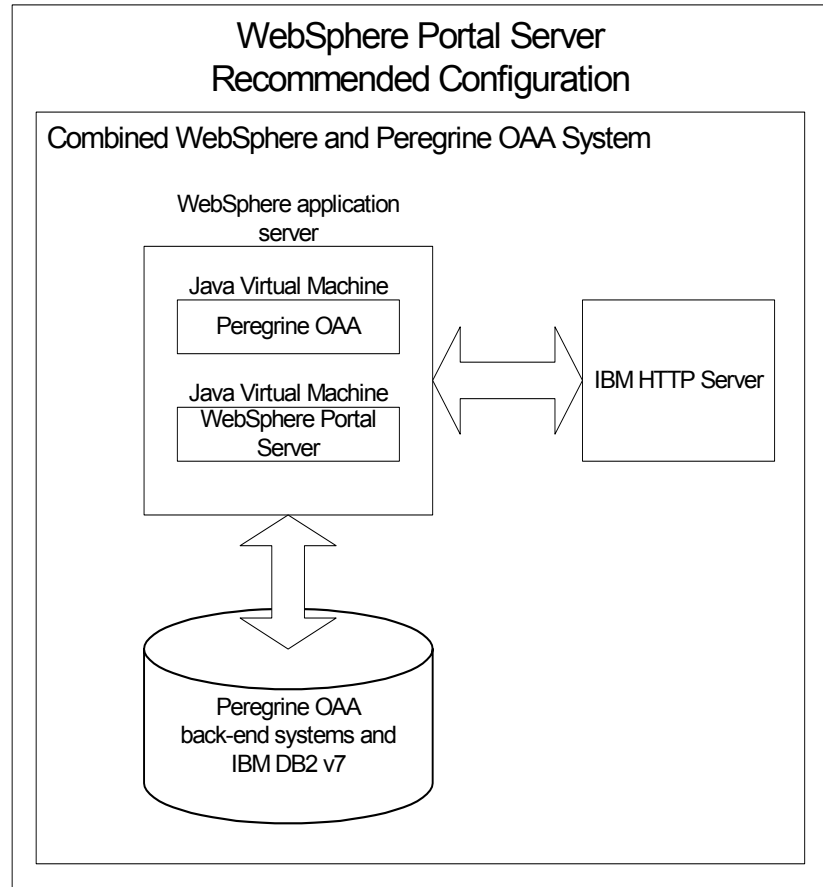 WebSphere Portal Server
Recommended Configuration
Combined WebSphere and Peregrine OAA System
WebSphere application
server
Java Virtual Machine
Peregrine OAA
Java Virtual Machine
WebSphere Portal
Server
IBM HTTP Server
Peregrine OAA
back-end systems and
IBM DB2 v7